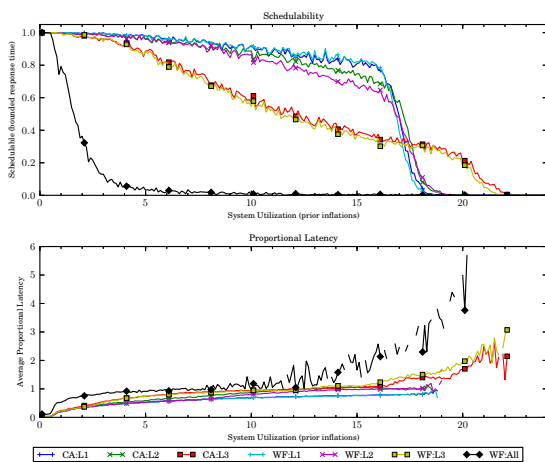 Schedulability
Schedulable (bounded response time)
1.0
0.8
0.6
0.4
0.2
0.0
0 5 10 15 20
System Utilization (prior inflations)
Proportional Latency
Average Proportional Latency
6
5
4
3
2
1
0
0 5 10 15 20
System Utilization (prior inflations)
CA:L1 CA:L2 CA:L3 WF:L1 WF:L2 WF:L3 WF:All